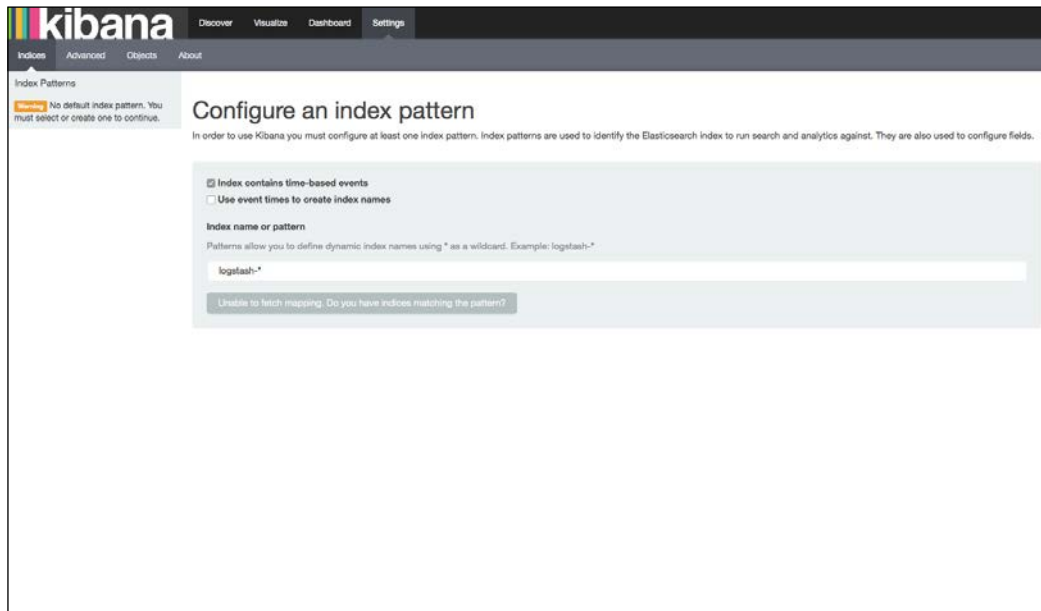 kibana
Discover Visualize Dashboard Settings
Indices Advanced Objects About
Index Patterns
Warning No default index pattern. You
must select or create one to continue.
Configure an index pattern
In order to use Kibana you must configure at least one index pattern. Index patterns are used to identify the Elasticsearch index to run search and analytics against. They are also used to configure fields.
Index contains time-based events
Use event times to create index names
Index name or pattern
Patterns allow you to define dynamic index names using * as a wildcard. Example: logstash-*
logstash-*
Unable to fetch mapping. Do you have indices matching the pattern?